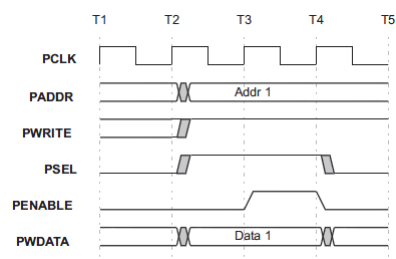 T1 T2 T3 T4 T5
PCLK
PADDR Addr 1
PWRITE
PSEL
PENABLE
PWDATA Data 1